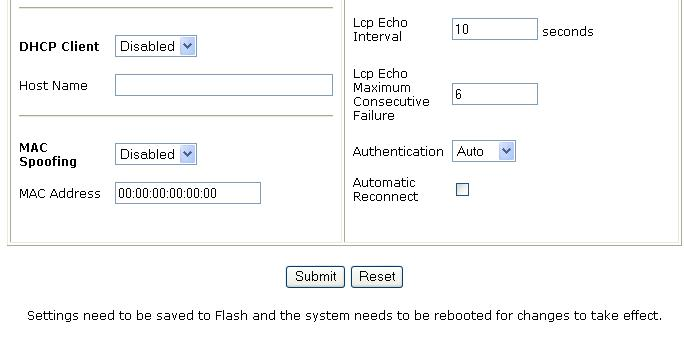 DHCP Client Disabled
Host Name
MAC
Spoofing Disabled
MAC Address 00:00:00:00:00:00
Lcp Echo
Interval 10 seconds
Lcp Echo
Maximum
Consecutive
Failure 6
Authentication Auto
Automatic
Reconnect
Submit Reset
Settings need to be saved to Flash and the system needs to be rebooted for changes to take effect.